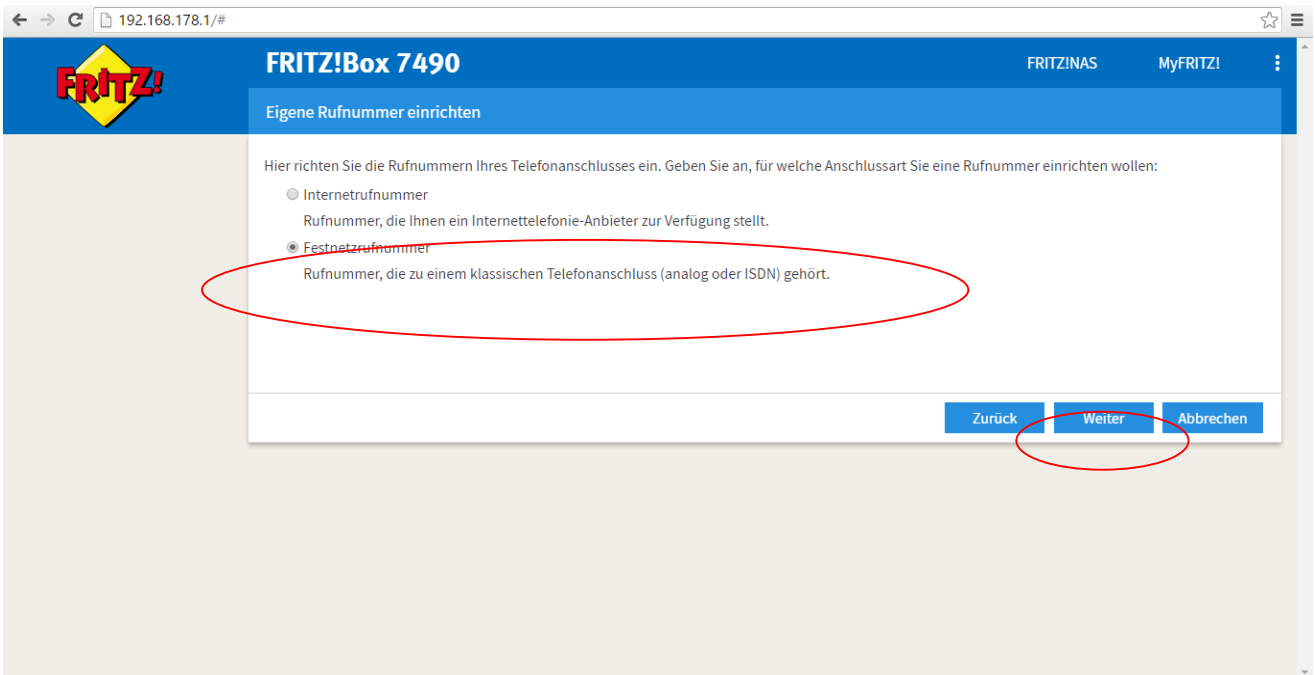 192.168.178.1/#
FRITZ!
FRITZ!Box 7490
FRITZ!NAS
MyFRITZ!
Eigene Rufnummer einrichten
Hier richten Sie die Rufnummern Ihres Telefonanschlusses ein. Geben Sie an, für welche Anschlussart Sie eine Rufnummer einrichten wollen:
Internetrufnummer
Rufnummer, die Ihnen ein Internettelefonie-Anbieter zur Verfügung stellt.
Festnetzrufnummer
Rufnummer, die zu einem klassischen Telefonanschluss (analog oder ISDN) gehört.
Zurück
Weiter
Abbrechen